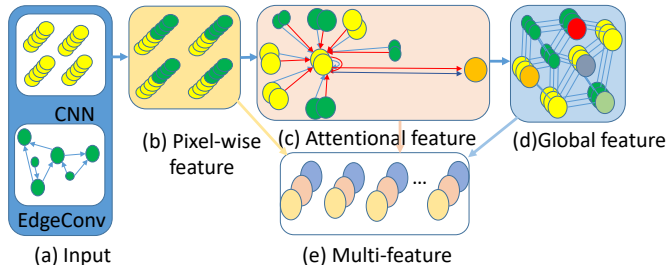 CNN
EdgeConv
(a) Input
(b) Pixel-wise
feature
(c) Attentional feature
(d)Global feature
...
(e) Multi-feature